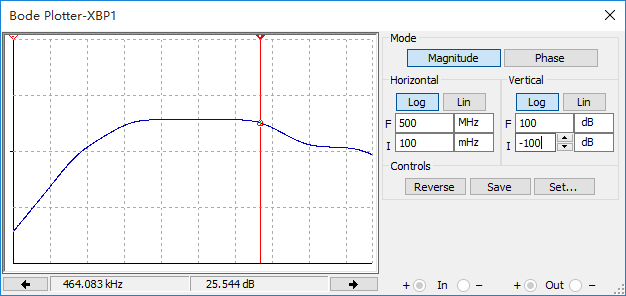 Bode Plotter-XBP1
Mode
Magnitude Phase
Horizontal Vertical
Log Lin Log Lin
F 500 MHz F 100 dB
I 100 mHz I -100 dB
Controls
Reverse Save Set...
464.083 kHz 25.544 dB
+ In − + Out −